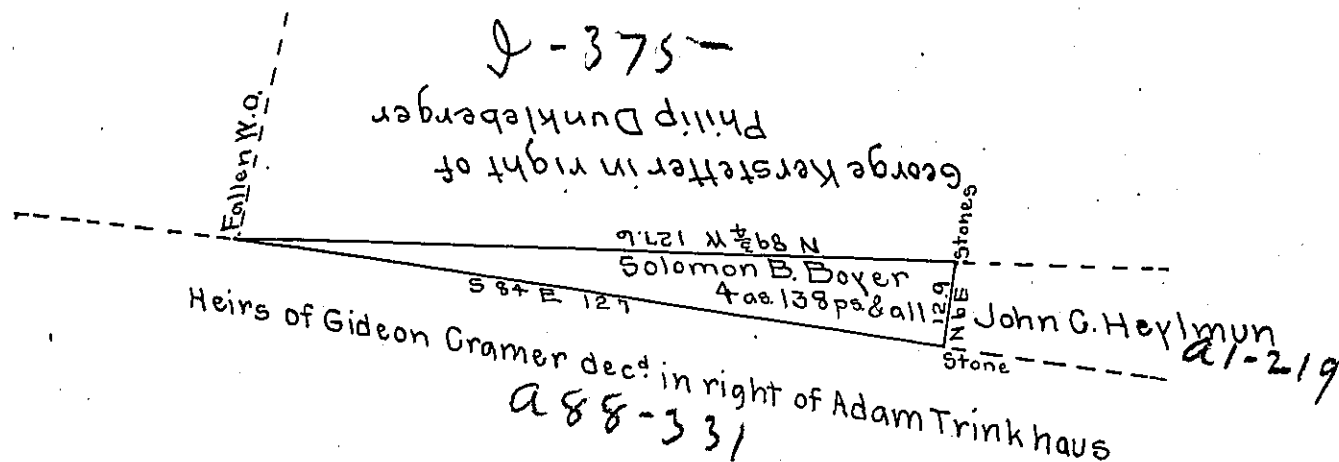 J-375
George Kerstetter in right of
Philip Dunkleberger
Fallen W.O.
Stones
N 89¾ W 127.6
Solomon B. Boyer
4 as. 138 ps. & all
S 84 E 127
N 6 E 12.9
John C. Heylmun
A1-219
Stone
Heirs of Gideon Cramer decd. in right of Adam Trinkhaus
A88-331